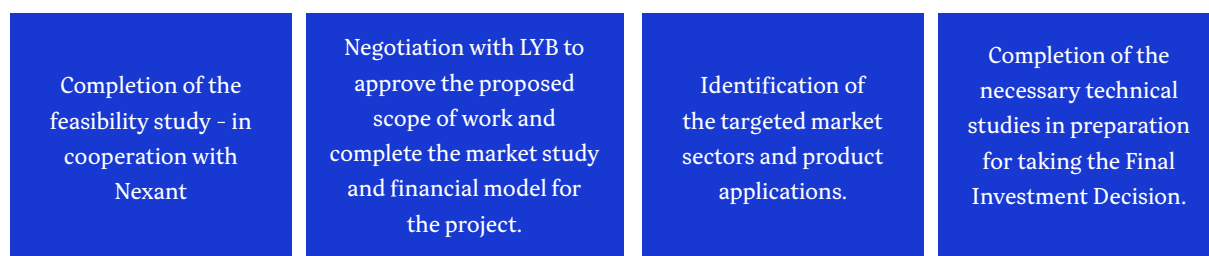 Completion of the
feasibility study - in
cooperation with
Nexant
Negotiation with LYB to
approve the proposed
scope of work and
complete the market study
and financial model for
the project.
Identification of
the targeted market
sectors and product
applications.
Completion of the
necessary technical
studies in preparation
for taking the Final
Investment Decision.